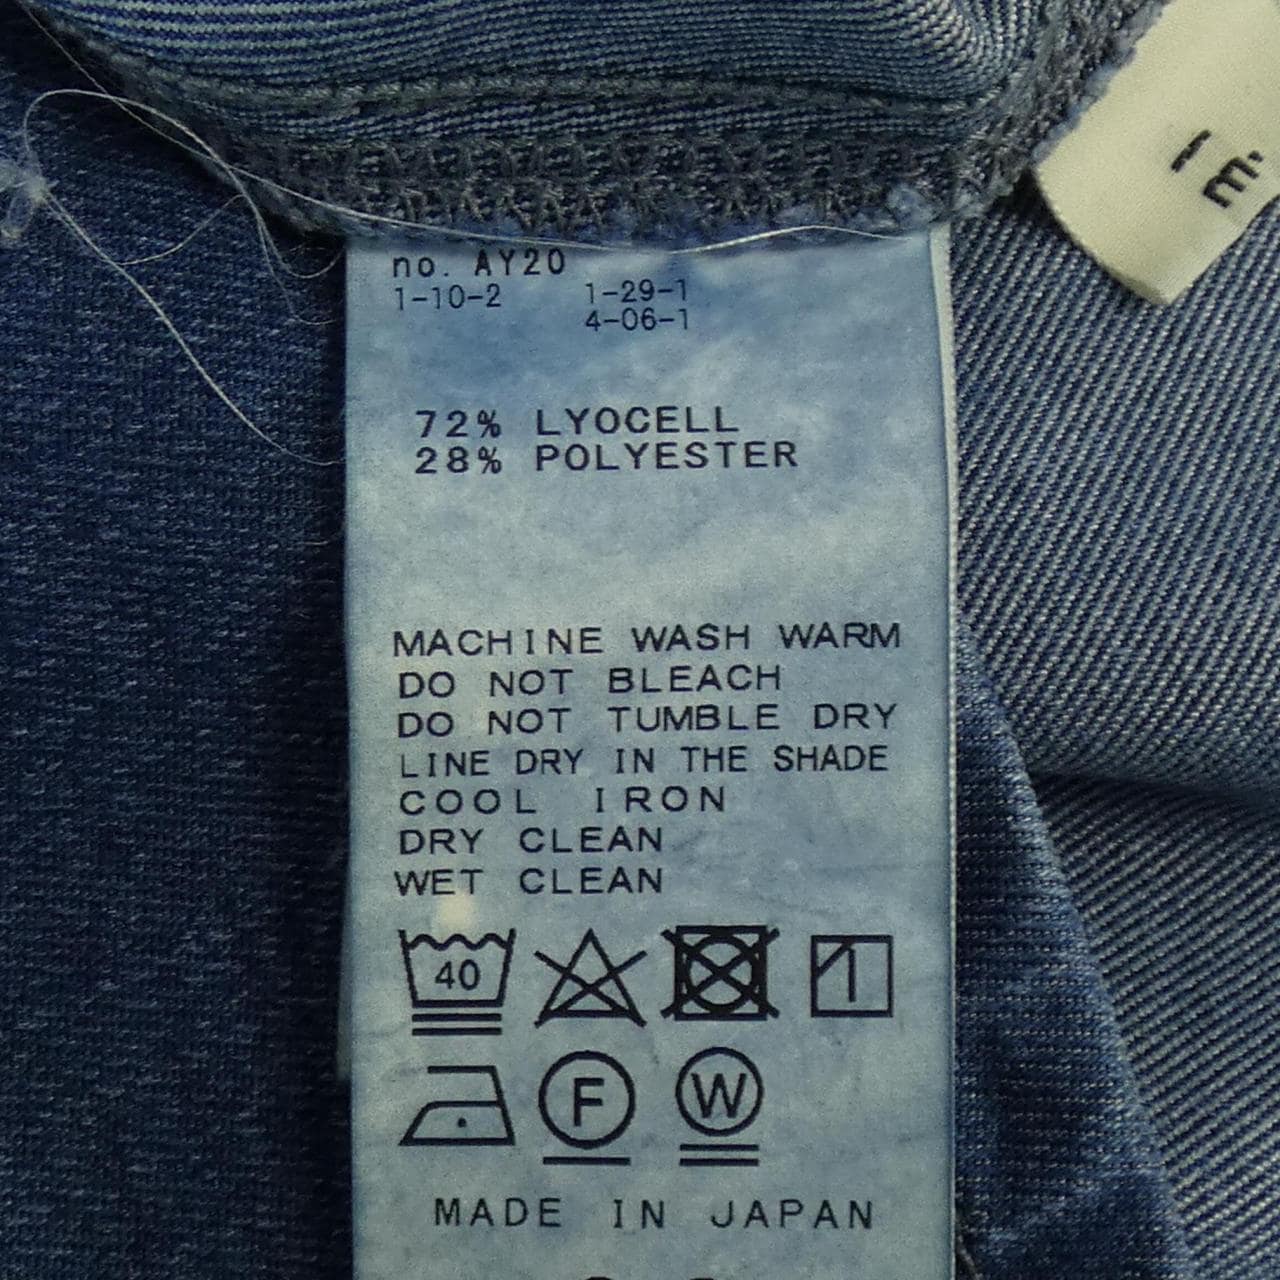 no. AY20
1-10-2 1-29-1
4-06-1
72% LYOCELL
28% POLYESTER
MACHINE WASH WARM
DO NOT BLEACH
DO NOT TUMBLE DRY
LINE DRY IN THE SHADE
COOL IRON
DRY CLEAN
WET CLEAN
40
F W
MADE IN JAPAN